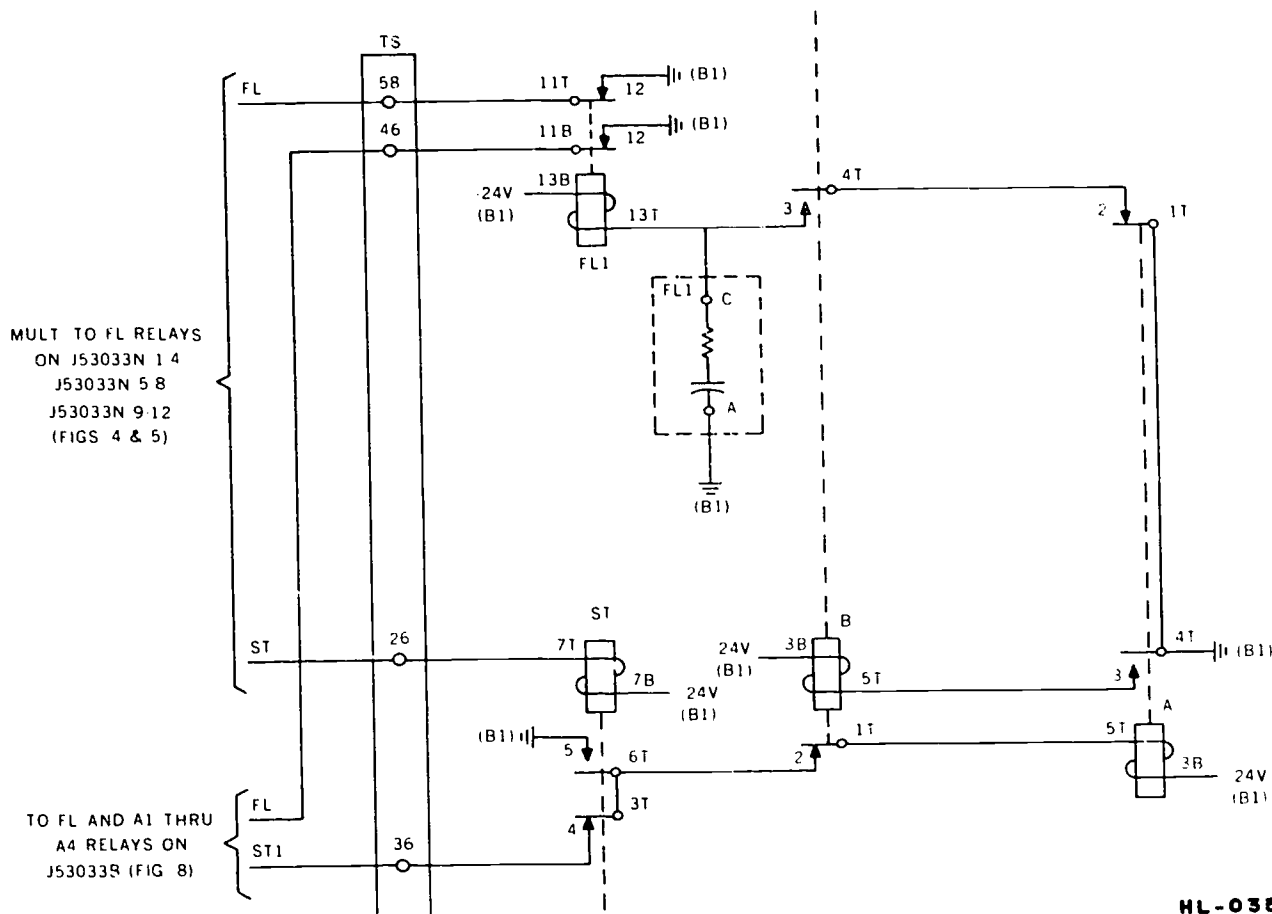 TS
FL
58
11T
12
(B1)
46
11B
12
(B1)
24V
(B1)
13B
13T
FL1
3
4T
2
1T
FL1
C
A
(B1)
MULT TO FL RELAYS
ON J53033N 1 4
J53033N 5 8
J53033N 9-12
(FIGS 4 & 5)
ST
26
ST
7T
7B
24V
(B1)
B
24V
(B1)
3B
5T
4T
(B1)
3
A
(B1)
5
6T
2
1T
5T
3B
24V
(B1)
3T
4
TO FL AND A1 THRU
A4 RELAYS ON
(FIG 8)
FL
ST1
36
HL-038